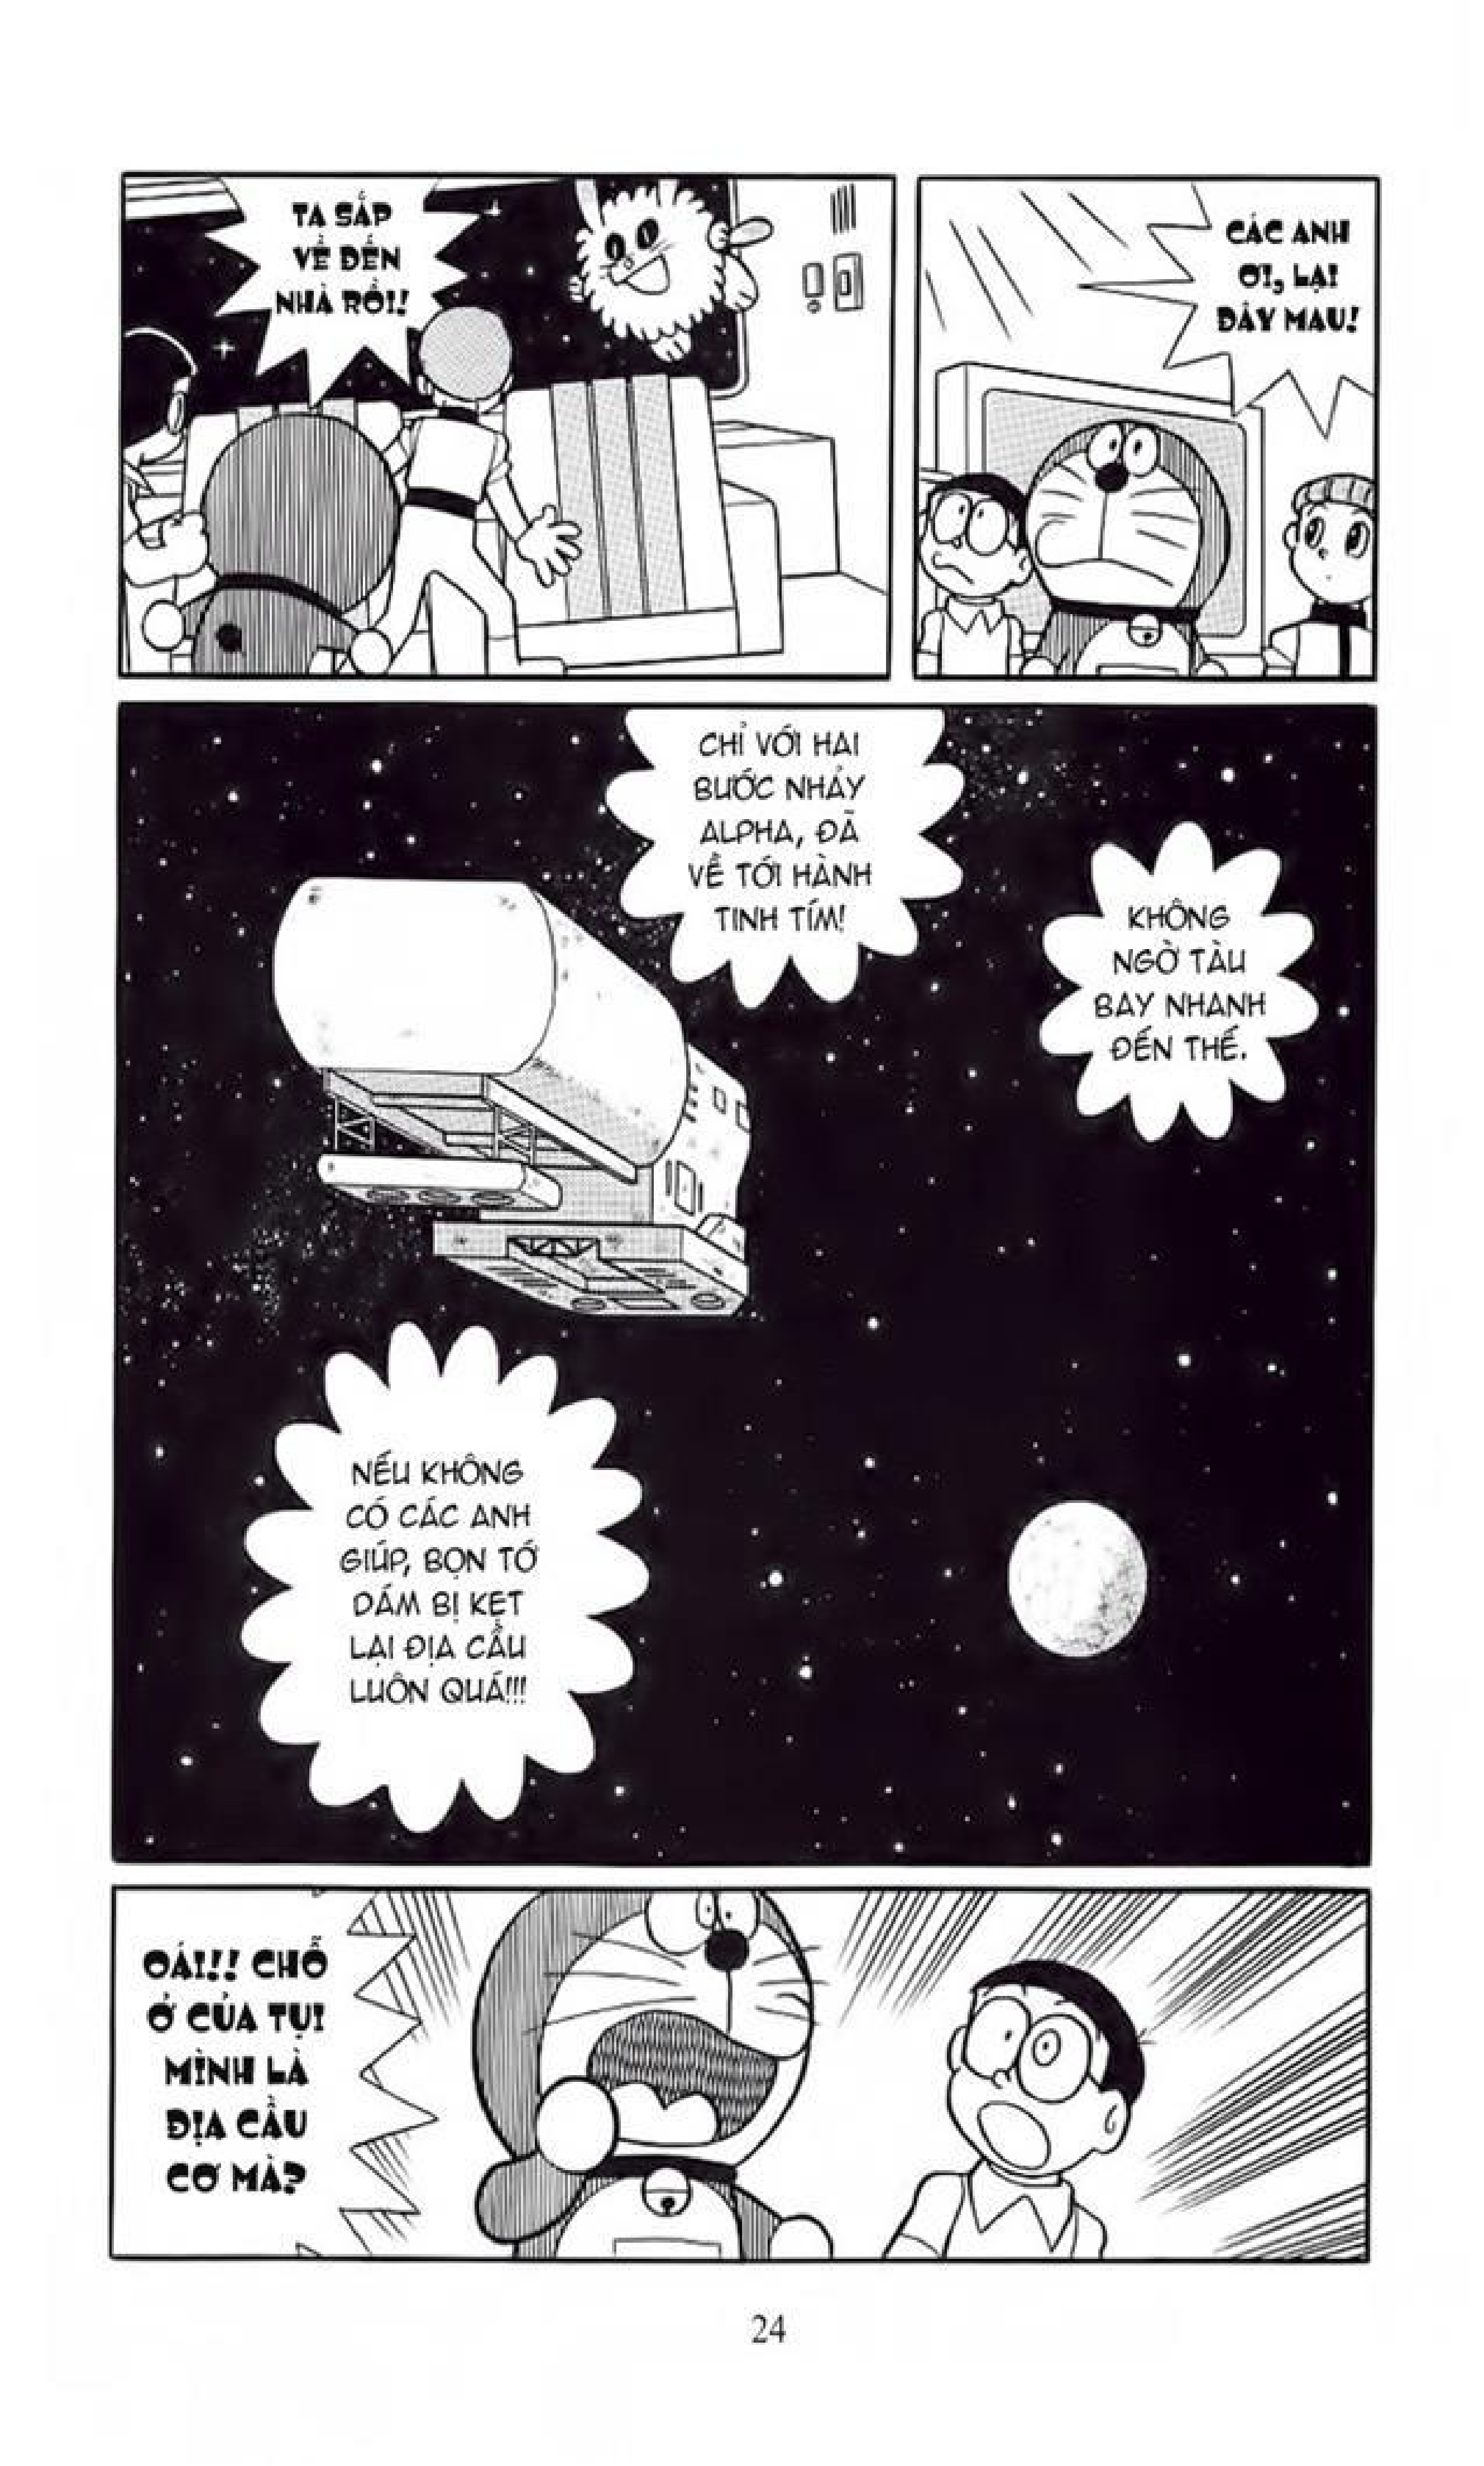 CÁC ANH
ƠI, LẠI
ĐÂY MAU!
TA SẮP
VỀ ĐẾN
NHÀ RỒI!
CHỈ VỚI HAI
BƯỚC NHẢY
ALPHA, ĐÃ
VỀ TỚI HÀNH
TINH TÍM!
KHÔNG
NGỜ TÀU
BAY NHANH
ĐẾN THẾ.
NẾU KHÔNG
CÓ CÁC ANH
GIÚP, BỌN TỚ
DÁM BỊ KẸT
LẠI ĐỊA CẦU
LUÔN QUÁ!!!
OÁI!! CHỖ
Ở CỦA TỤI
MÌNH LÀ
ĐỊA CẦU
CƠ MÀ?
24